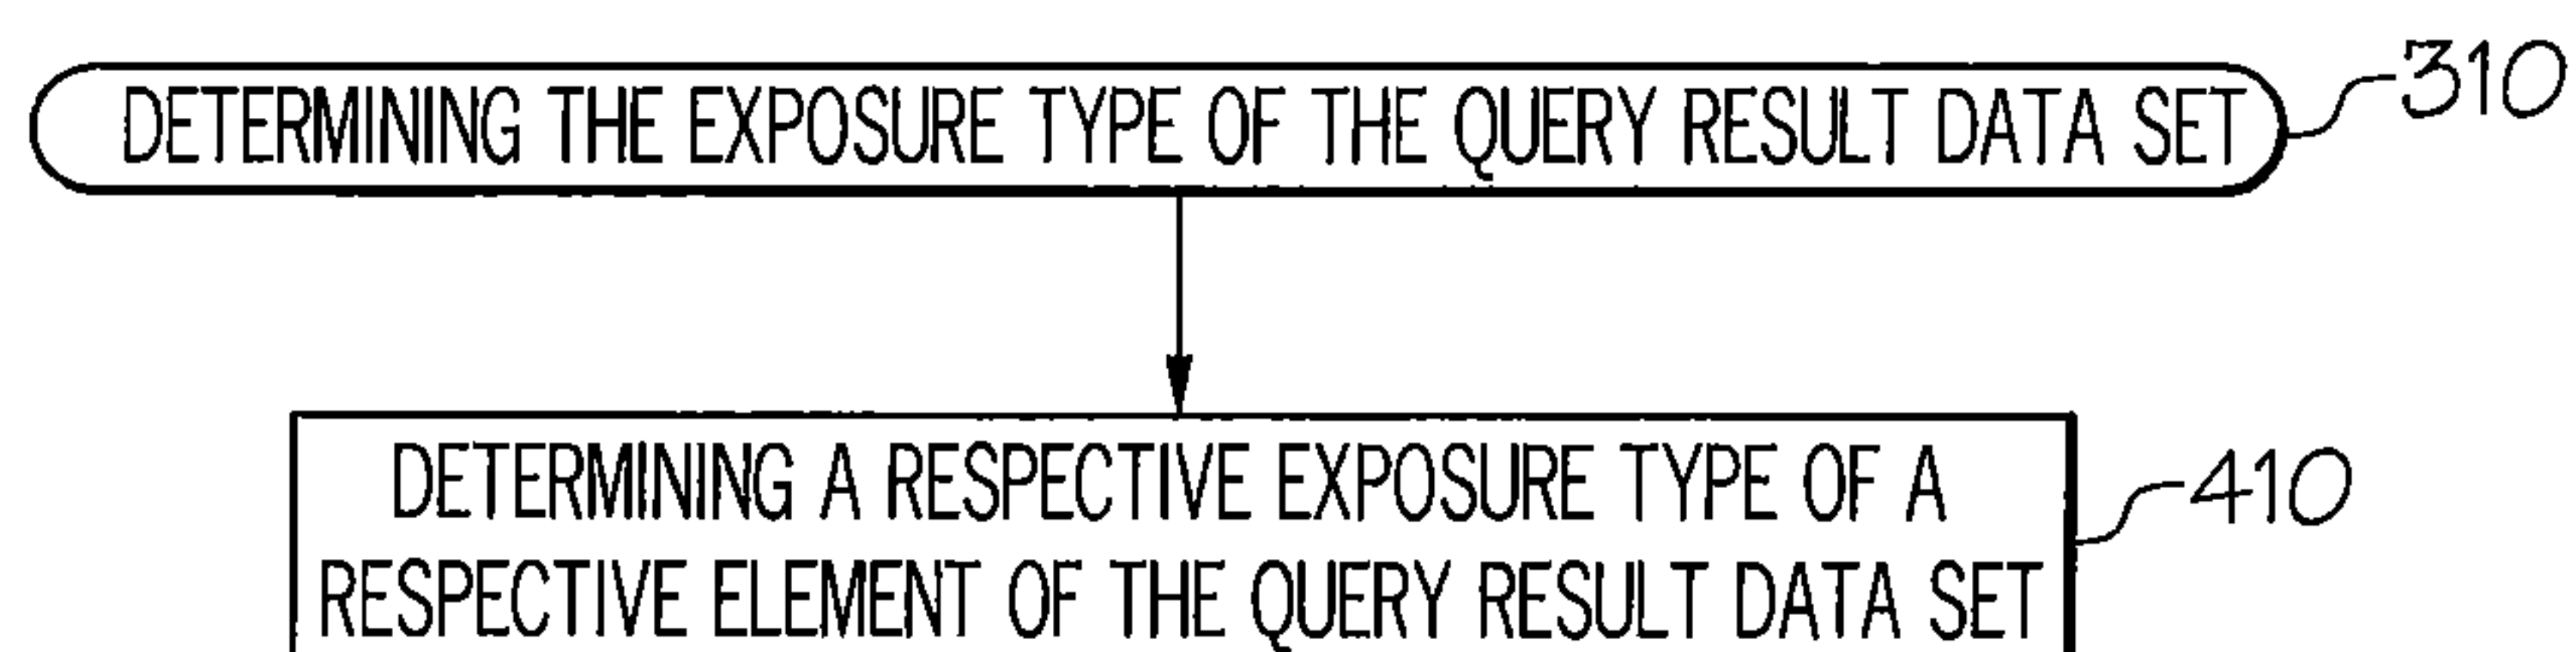 DETERMINING THE EXPOSURE TYPE OF THE QUERY RESULT DATA SET
310
DETERMINING A RESPECTIVE EXPOSURE TYPE OF A
RESPECTIVE ELEMENT OF THE QUERY RESULT DATA SET
410